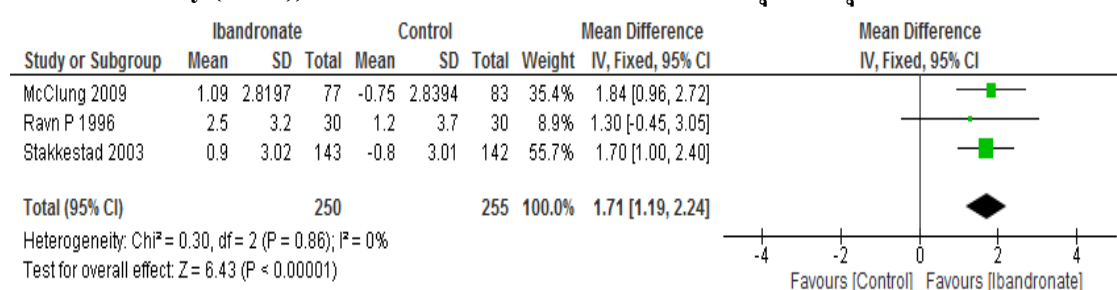 Ibandronate Control Mean Difference Mean Difference
Study or Subgroup Mean SD Total Mean SD Total Weight IV, Fixed, 95% CI IV, Fixed, 95% CI
McClung 2009 1.09 2.8197 77 -0.75 2.8394 83 35.4% 1.84 [0.96, 2.72]
Ravn P 1996 2.5 3.2 30 1.2 3.7 30 8.9% 1.30 [-0.45, 3.05]
Stakkestad 2003 0.9 3.02 143 -0.8 3.01 142 55.7% 1.70 [1.00, 2.40]
Total (95% CI) 250 255 100.0% 1.71 [1.19, 2.24]
Heterogeneity: Chi² = 0.30, df = 2 (P = 0.86); I² = 0%
Test for overall effect: Z = 6.43 (P < 0.00001)
-4 -2 0 2 4
Favours [Control] Favours [Ibandronate]